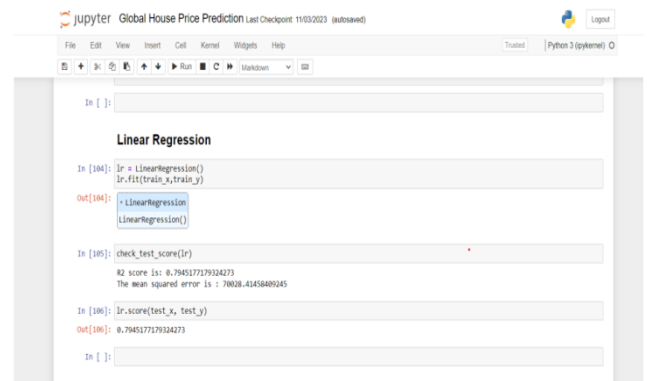 jupyter Global House Price Prediction Last Checkpoint 11/03/2023 (autosaved)
Logout
File Edit View Insert Cell Kernel Widgets Help
Trusted
Python 3 (ipykernel) O
Run
Markdown
In [ ]:
Linear Regression
In [104]: lr = LinearRegression()
lr.fit(train_x,train_y)
Out[104]: LinearRegression
LinearRegression()
In [105]: check_test_score(lr)
R2 score is: 0.7945177179324273
The mean squared error is : 70028.41458409245
In [106]: lr.score(test_x, test_y)
Out[106]: 0.7945177179324273
In [ ]: